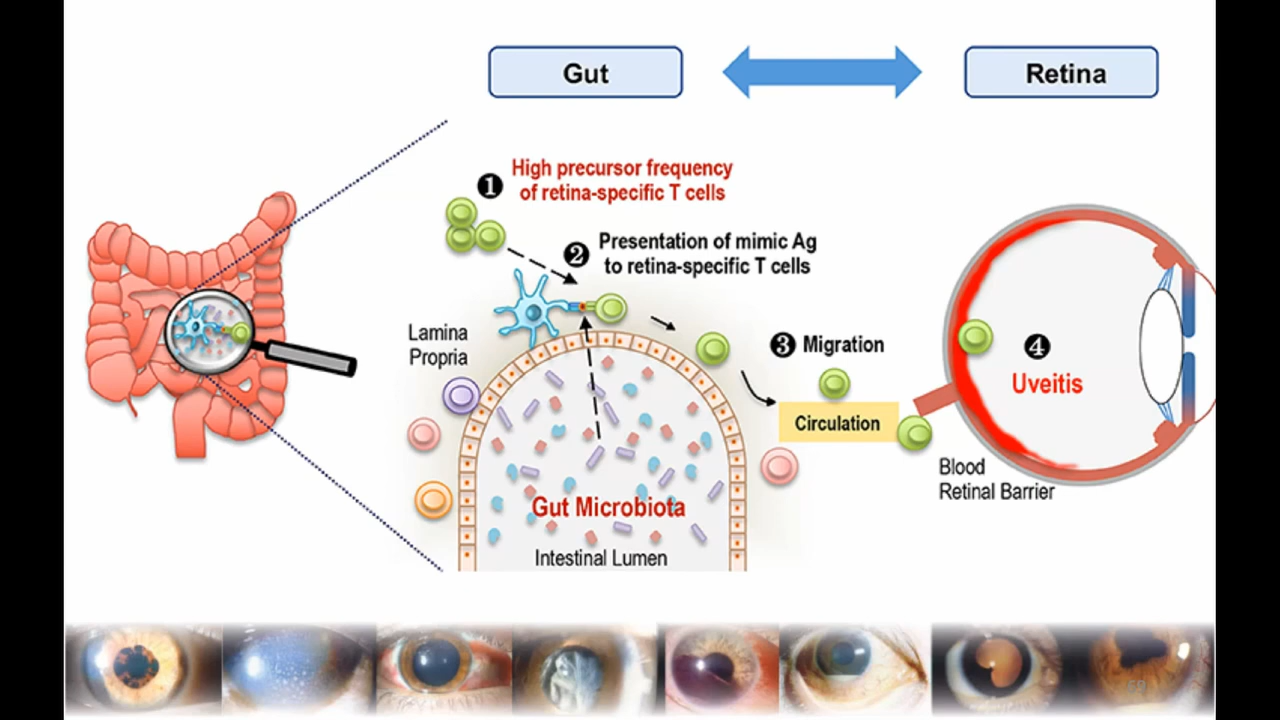 Gut
Retina
❶
High precursor frequency
of retina-specific T cells
❷
Presentation of mimic Ag
to retina-specific T cells
Lamina
Propria
❸ Migration
Circulation
❹
Uveitis
Blood
Retinal Barrier
Gut Microbiota
Intestinal Lumen